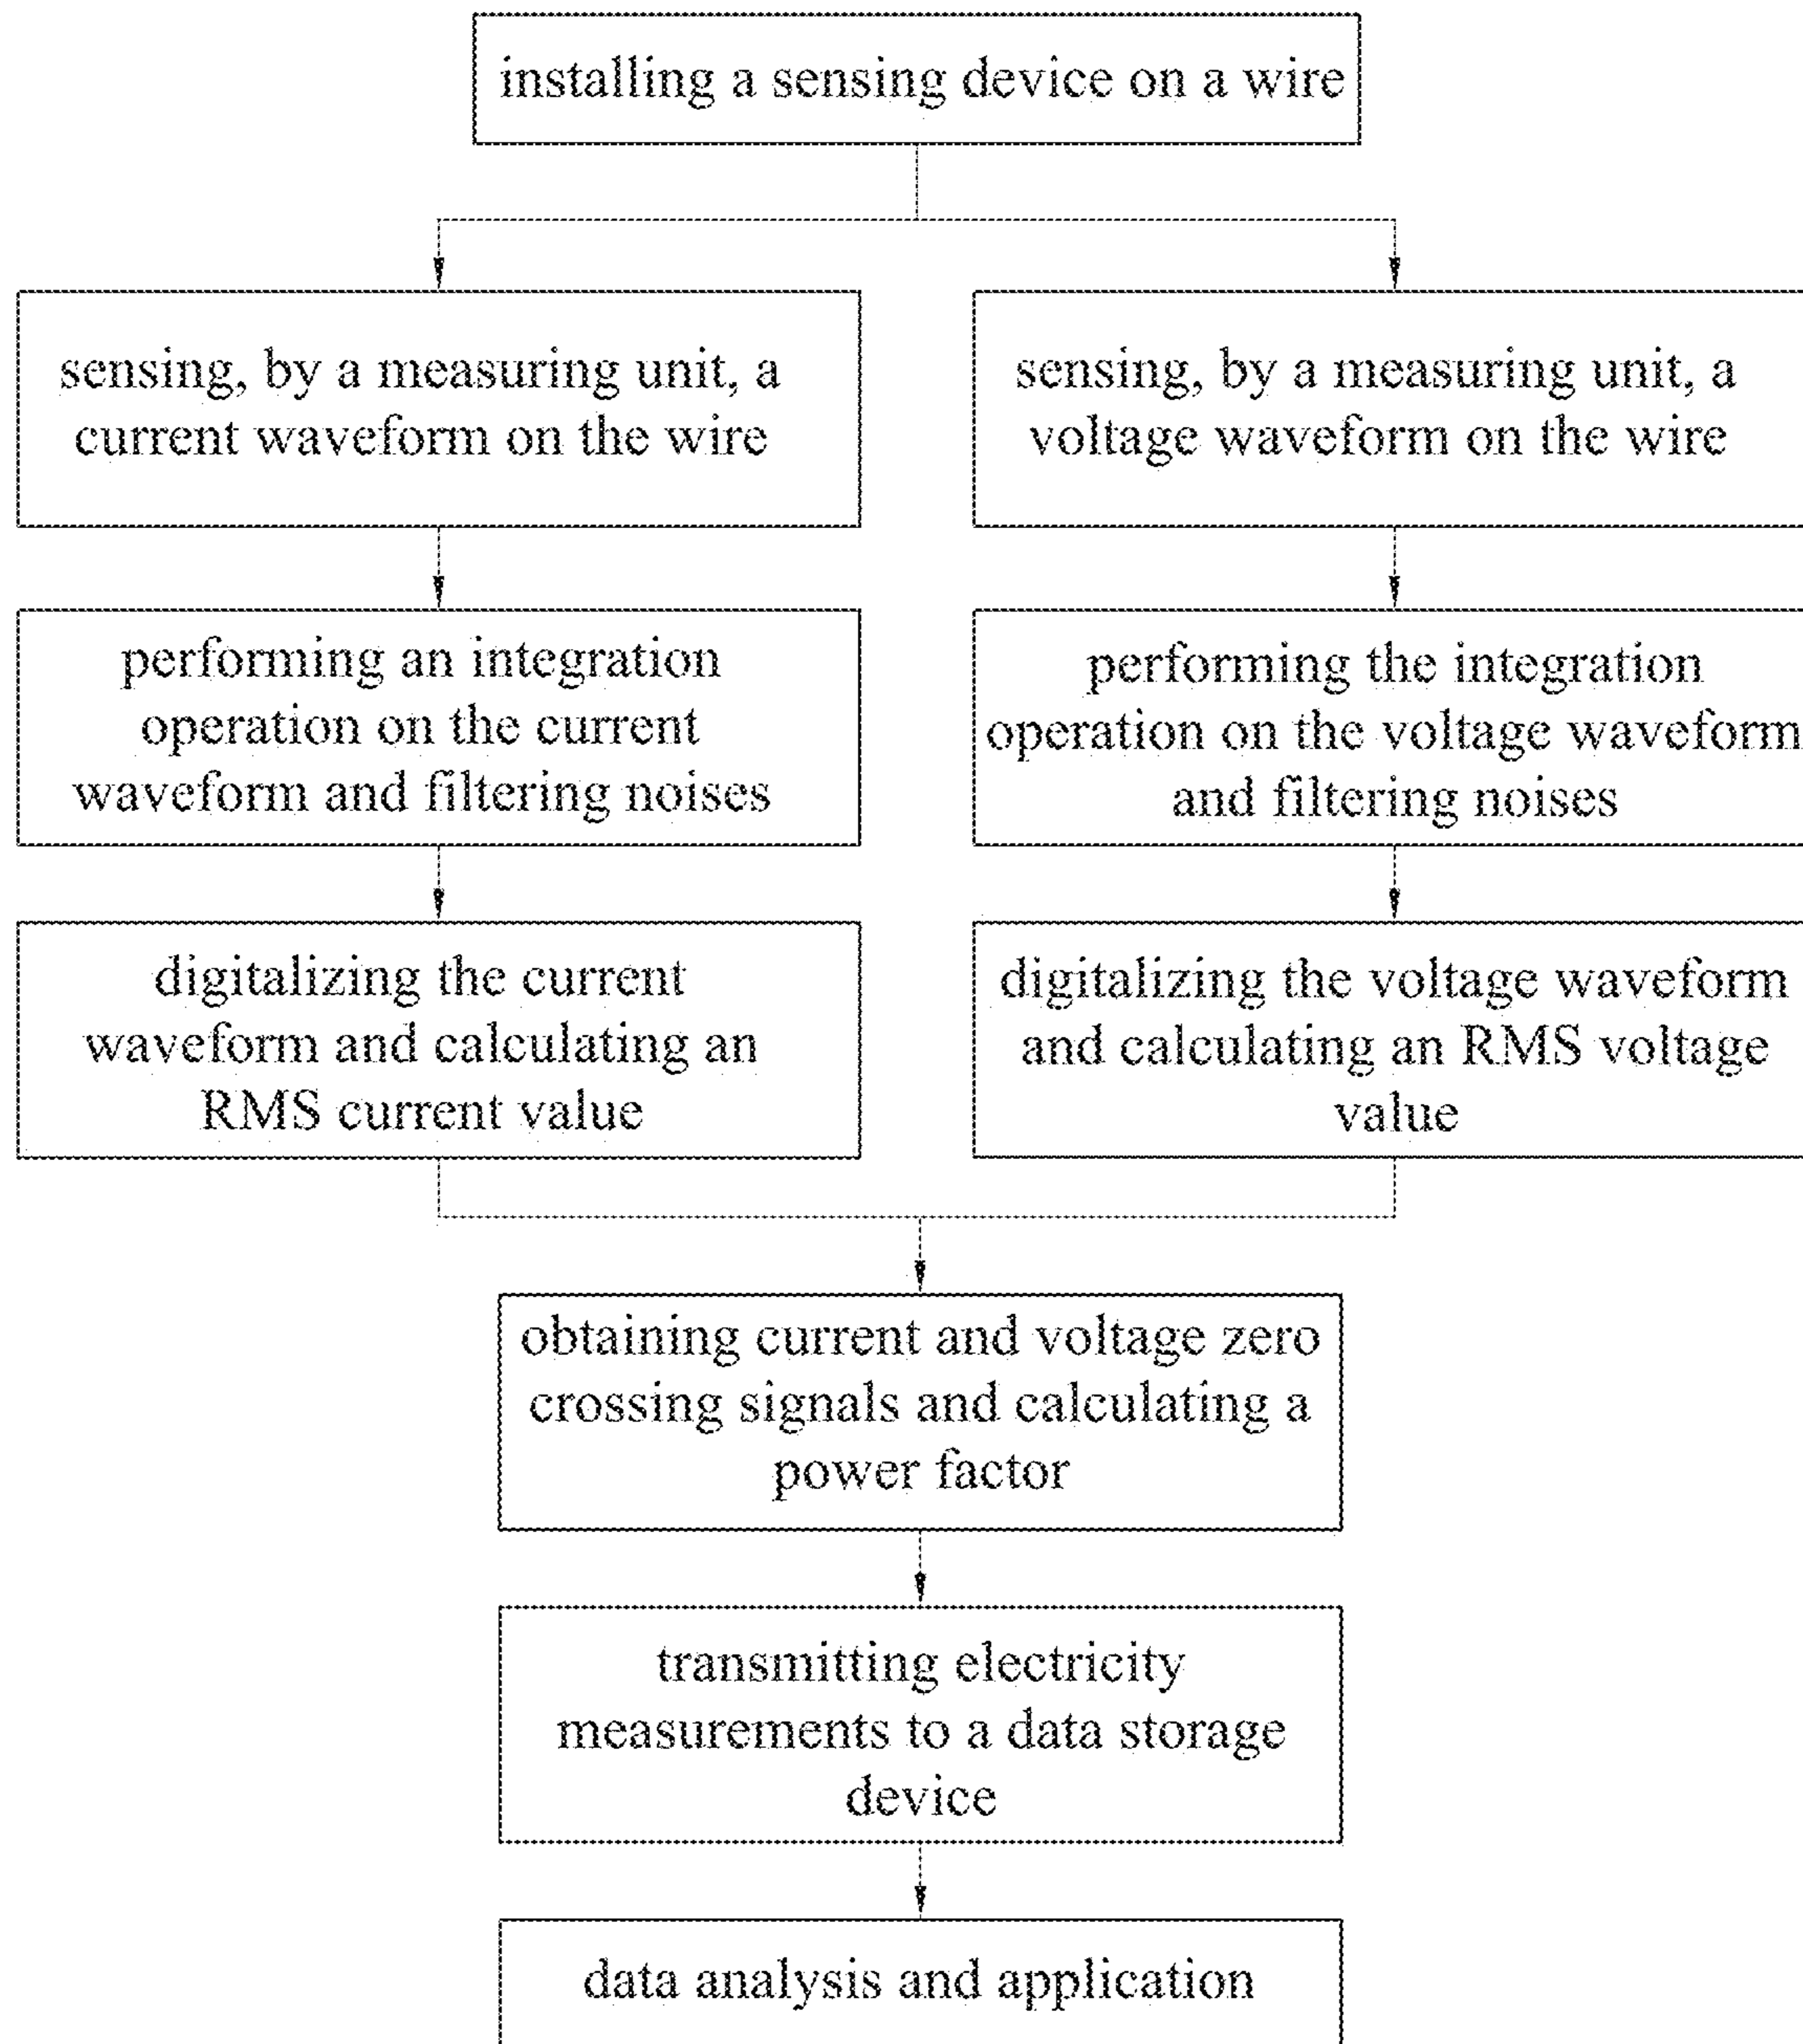 installing a sensing device on a wire
sensing, by a measuring unit, a
current waveform on the wire
sensing, by a measuring unit, a
voltage waveform on the wire
performing an integration
operation on the current
waveform and filtering noises
performing the integration
operation on the voltage waveform
and filtering noises
digitalizing the current
waveform and calculating an
RMS current value
digitalizing the voltage waveform
and calculating an RMS voltage
value
obtaining current and voltage zero
crossing signals and calculating a
power factor
transmitting electricity
measurements to a data storage
device
data analysis and application